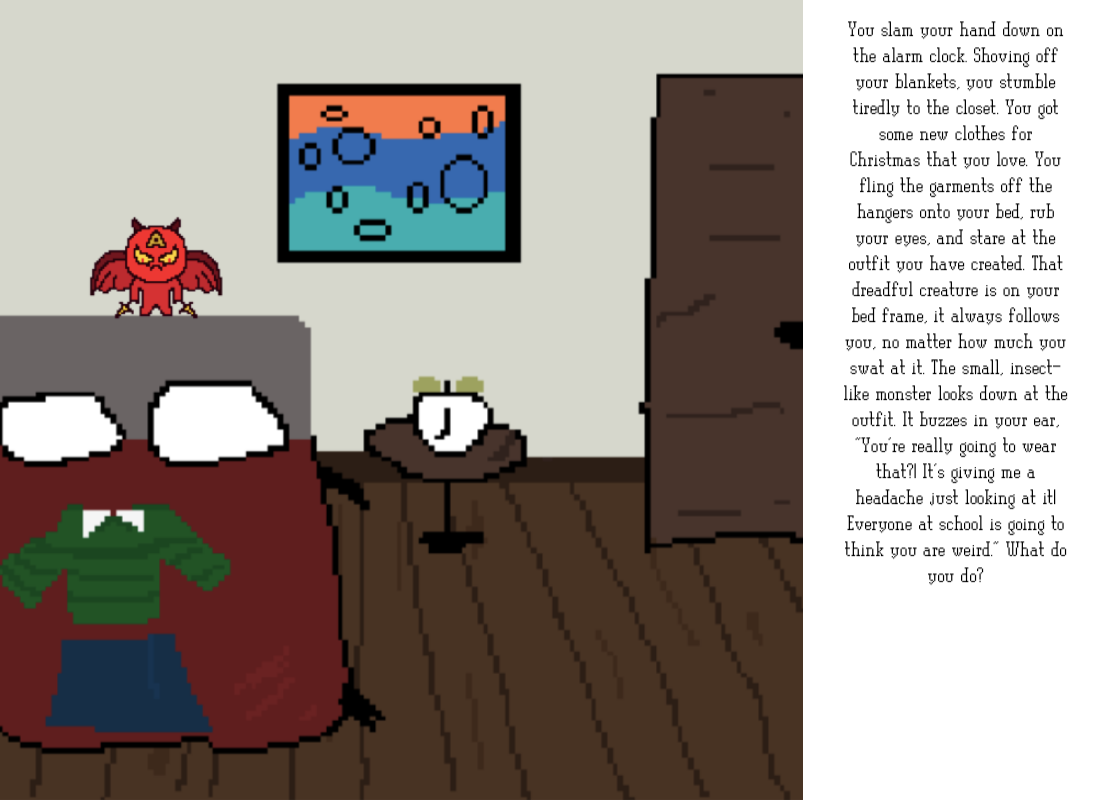 You slam your hand down on
the alarm clock. Shoving off
your blankets, you stumble
tiredly to the closet. You got
some new clothes for
Christmas that you love. You
fling the garments off the
hangers onto your bed, rub
your eyes, and stare at the
outfit you have created. That
dreadful creature is on your
bed frame, it always follows
you, no matter how much you
swat at it. The small, insect-
like monster looks down at the
outfit. It buzzes in your ear,
"You're really going to wear
that?! It's giving me a
headache just looking at it!
Everyone at school is going to
think you are weird." What do
you do?